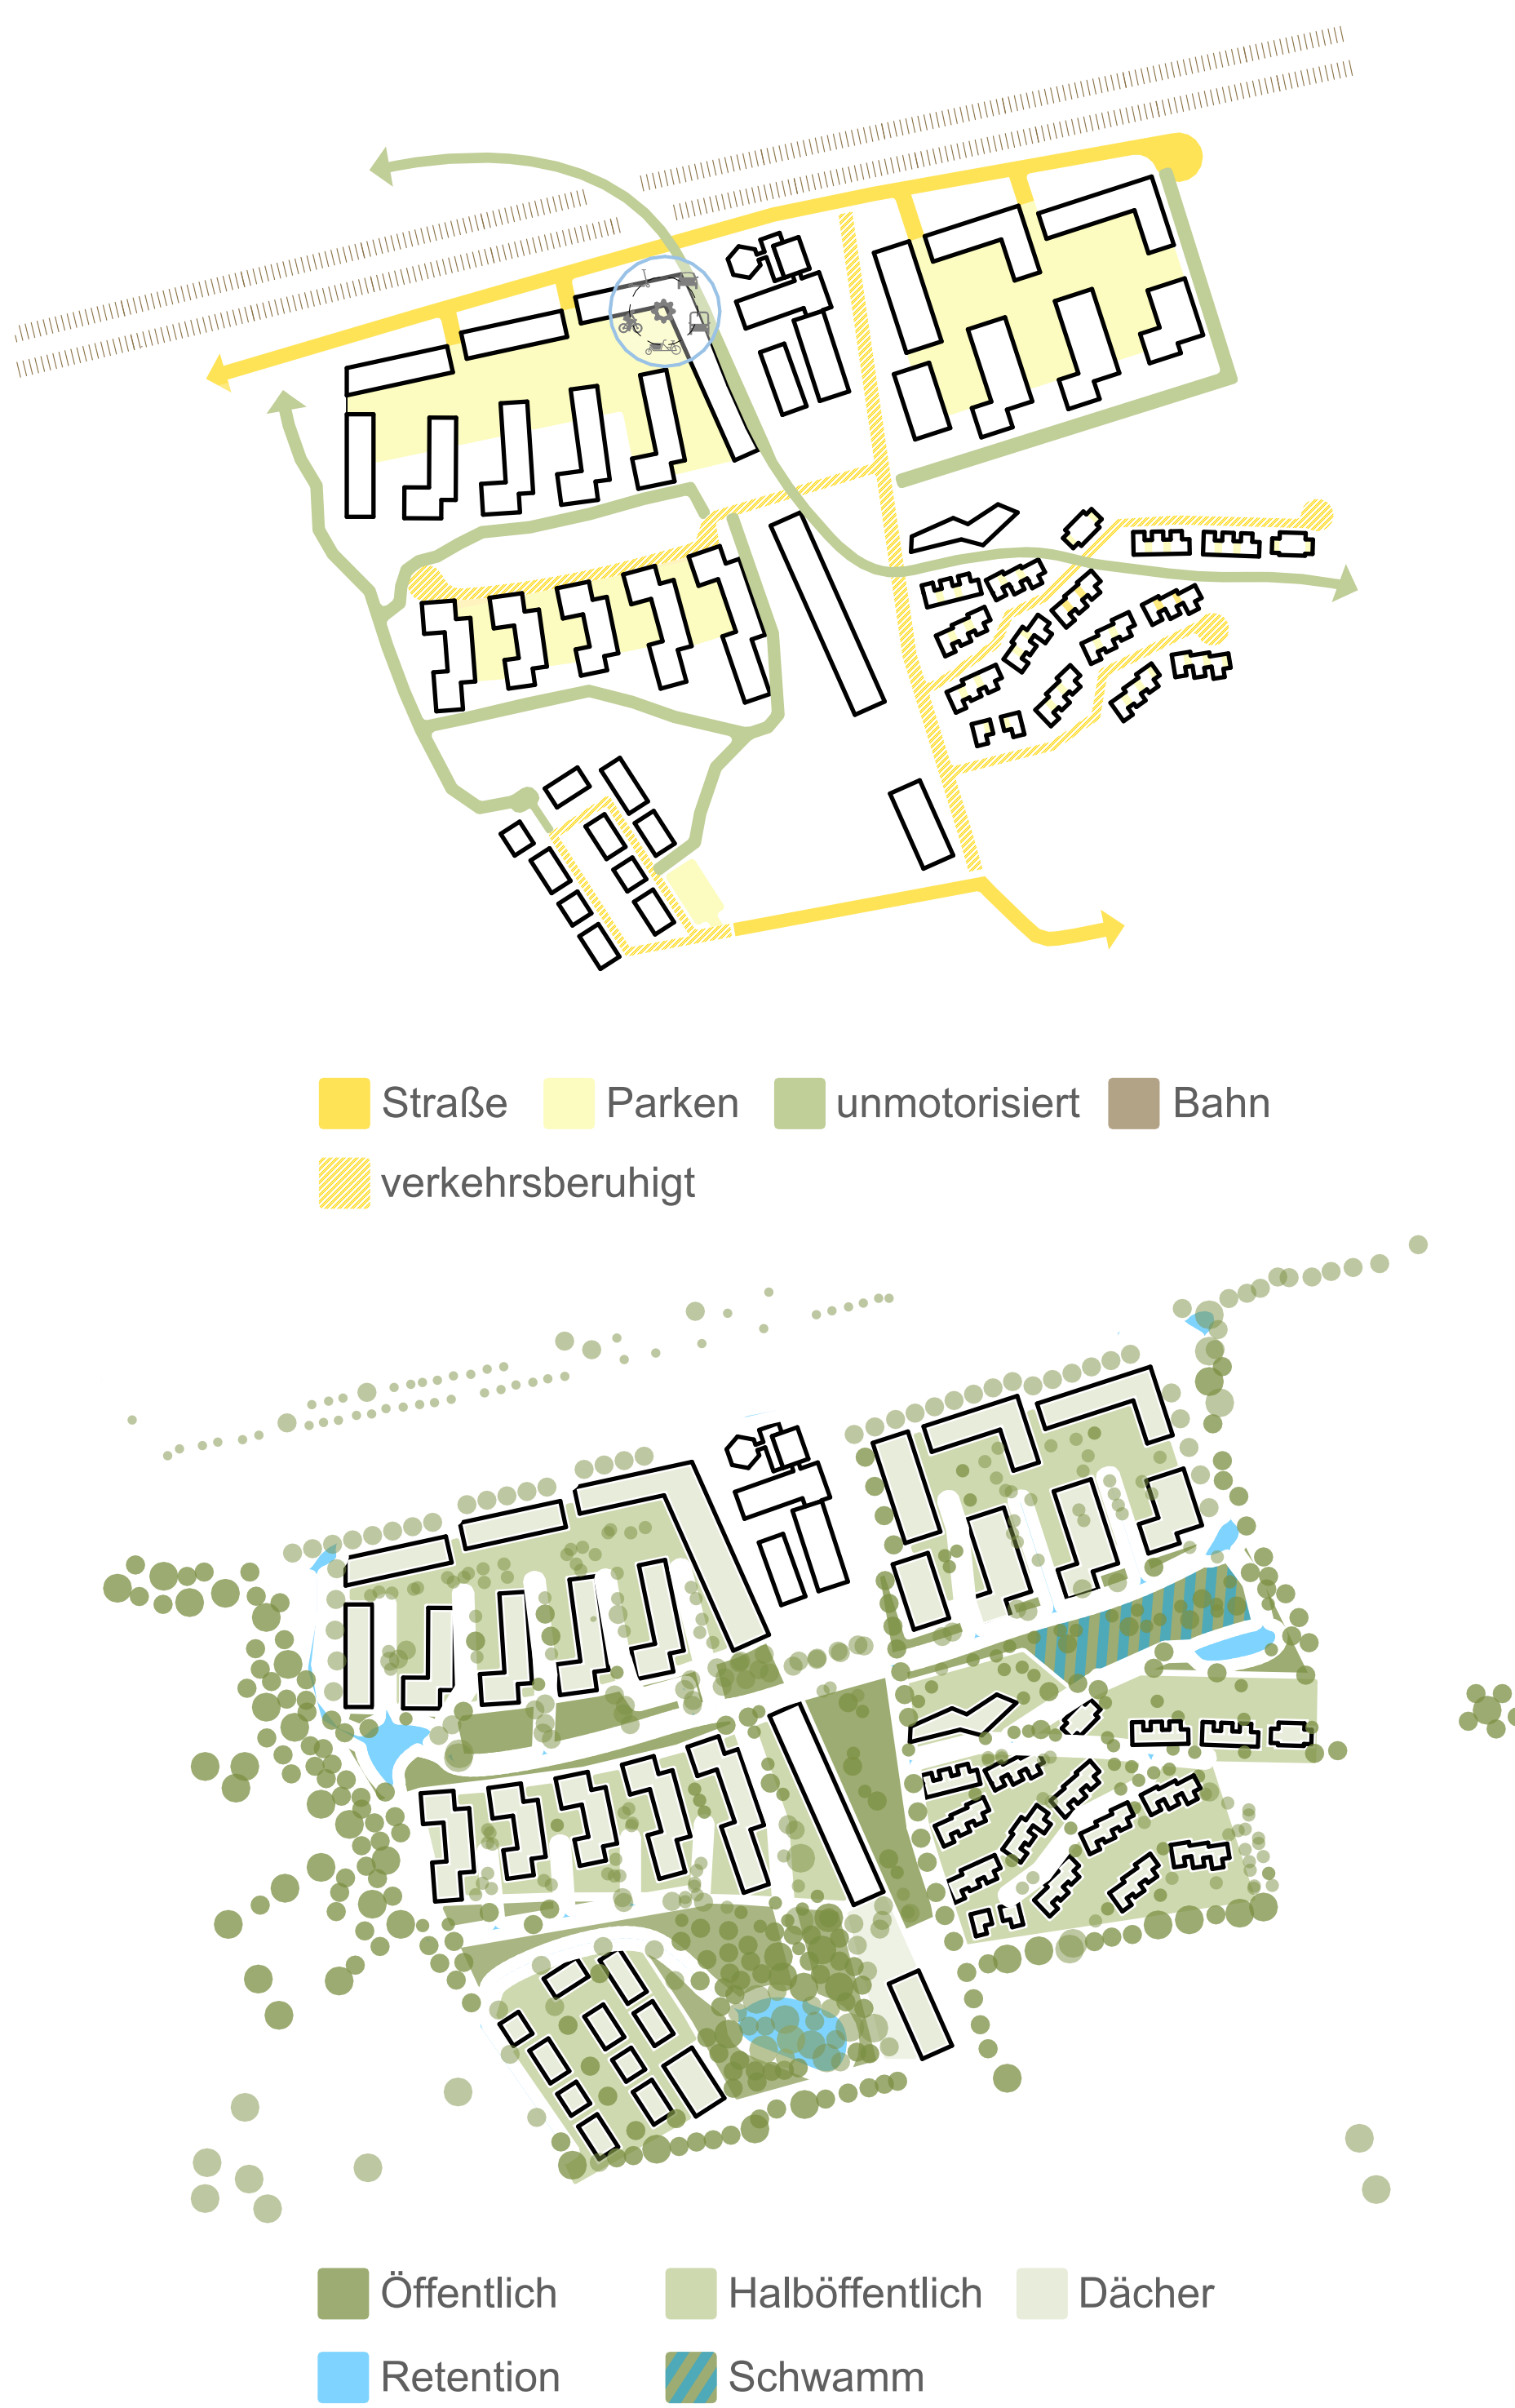 Straße Parken unmotorisiert Bahn
verkehrsberuhigt
Öffentlich Halböffentlich Dächer
Retention Schwamm